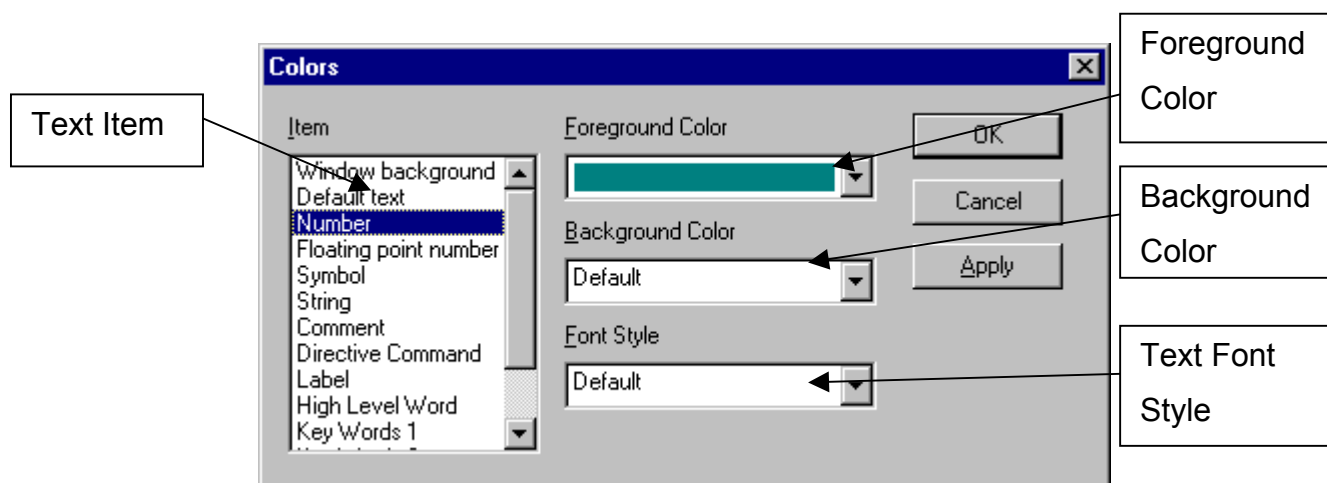 Colors
Text Item
Item
Window background
Default text
Number
Floating point number
Symbol
String
Comment
Directive Command
Label
High Level Word
Key Words 1
Foreground Color
Background Color
Default
Font Style
Default
OK
Cancel
Apply
Foreground
Color
Background
Color
Text Font
Style